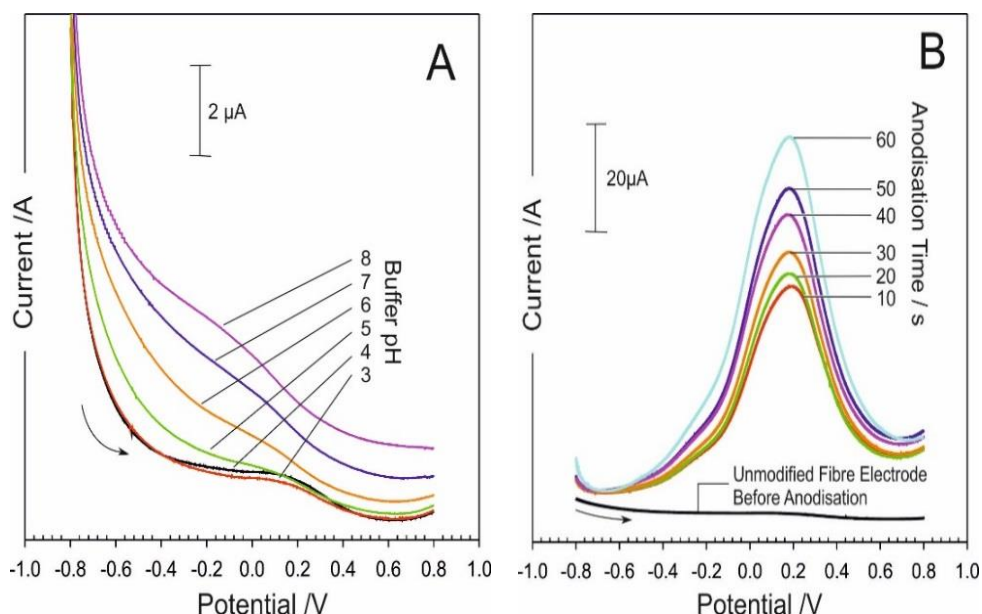 A
2 µA
Current /A
8
7
6
5
4
3
Buffer pH
-1.0 -0.8 -0.6 -0.4 -0.2 0.0 0.2 0.4 0.6 0.8 1.0
Potential /V
B
20µA
Current /A
60
50
40
30
20
10
Anodisation Time / s
Unmodified Fibre Electrode
Before Anodisation
-1.0 -0.8 -0.6 -0.4 -0.2 0.0 0.2 0.4 0.6 0.8 1.0
Potential /V